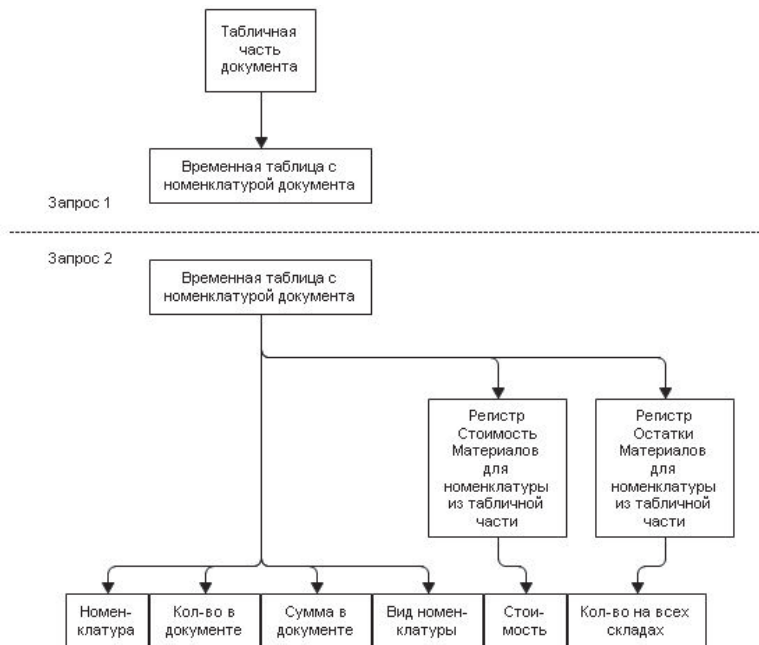 Табличная
часть
документа
Временная таблица с
номенклатурой документа
Запрос 1
Запрос 2
Временная таблица с
номенклатурой документа
Регистр
Стоимость
Материалов
для
номенклатуры
из табличной
части
Регистр
Остатки
Материалов
для
номенклатуры
из табличной
части
Номен-
клатура
Кол-во в
документе
Сумма в
документе
Вид номен-
клатуры
Стои-
мость
Кол-во на всех
складах